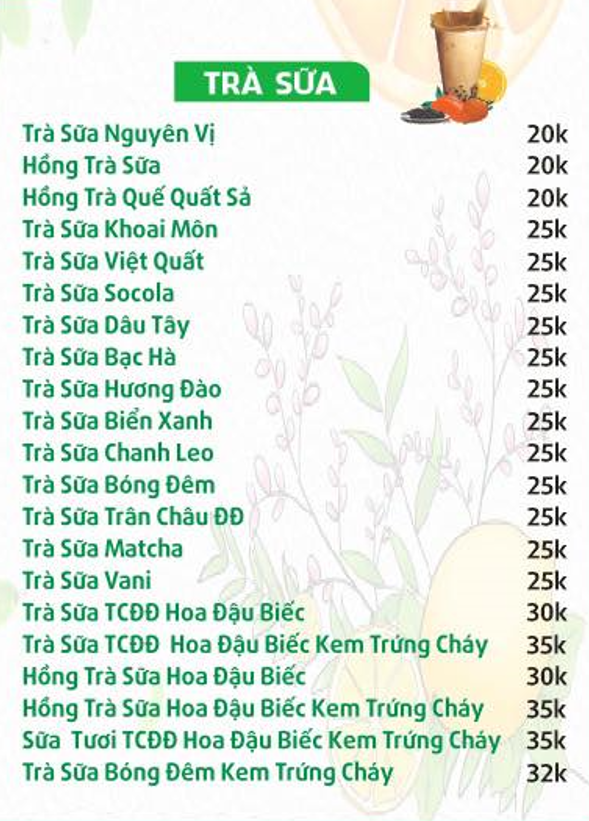 TRÀ SỮA
Trà Sữa Nguyên Vị 20k
Hồng Trà Sữa 20k
Hồng Trà Quế Quất Sả 20k
Trà Sữa Khoai Môn 25k
Trà Sữa Việt Quất 25k
Trà Sữa Socola 25k
Trà Sữa Dâu Tây 25k
Trà Sữa Bạc Hà 25k
Trà Sữa Hương Đào 25k
Trà Sữa Biển Xanh 25k
Trà Sữa Chanh Leo 25k
Trà Sữa Bóng Đêm 25k
Trà Sữa Trân Châu ĐĐ 25k
Trà Sữa Matcha 25k
Trà Sữa Vani 25k
Trà Sữa TCĐĐ Hoa Đậu Biếc 30k
Trà Sữa TCĐĐ Hoa Đậu Biếc Kem Trứng Cháy 35k
Hồng Trà Sữa Hoa Đậu Biếc 30k
Hồng Trà Sữa Hoa Đậu Biếc Kem Trứng Cháy 35k
Sữa Tươi TCĐĐ Hoa Đậu Biếc Kem Trứng Cháy 35k
Trà Sữa Bóng Đêm Kem Trứng Cháy 32k